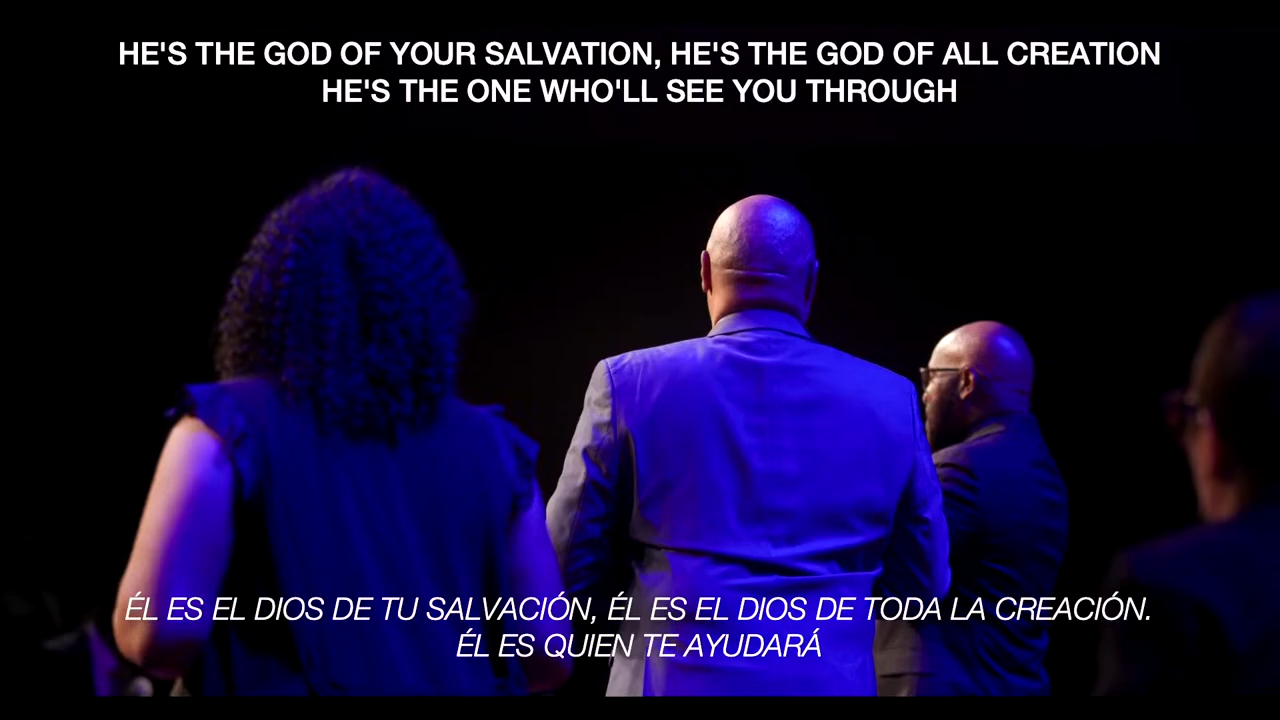 HE'S THE GOD OF YOUR SALVATION, HE'S THE GOD OF ALL CREATION
HE'S THE ONE WHO'LL SEE YOU THROUGH
ÉL ES EL DIOS DE TU SALVACIÓN, ÉL ES EL DIOS DE TODA LA CREACIÓN.
ÉL ES QUIEN TE AYUDARÁ